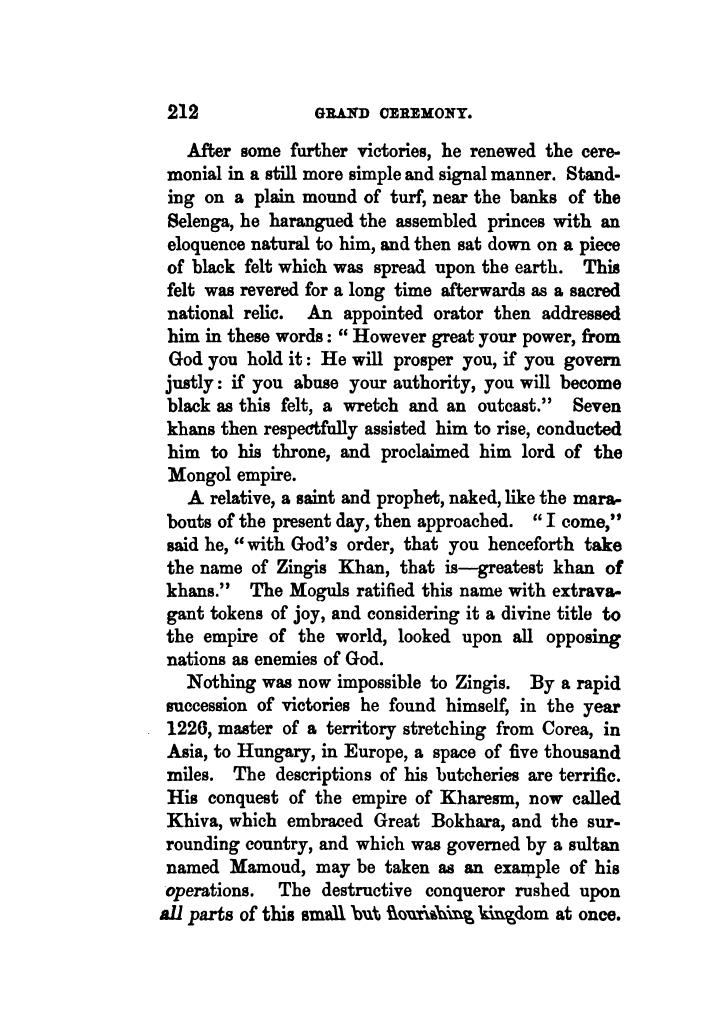 212 GRAND CEREMONY.
After some further victories, he renewed the cere-
monial in a still more simple and signal manner. Stand-
ing on a plain mound of turf, near the banks of the
Selenga, he harangued the assembled princes with an
eloquence natural to him, and then sat down on a piece
of black felt which was spread upon the earth. This
felt was revered for a long time afterwards as a sacred
national relic. An appointed orator then addressed
him in these words: “ However great your power, from
God you hold it: He will prosper you, if you govern
justly: if you abuse your authority, you will become
black as this felt, a wretch and an outcast.” Seven
khans then respectfully assisted him to rise, conducted
him to his throne, and proclaimed him lord of the
Mongol empire.
A relative, a saint and prophet, naked, like the mara-
bouts of the present day, then approached. “ I come,”
said he, “ with God's order, that you henceforth take
the name of Zingis Khan, that is—greatest khan of
khans.” The Moguls ratified this name with extrava-
gant tokens of joy, and considering it a divine title to
the empire of the world, looked upon all opposing
nations as enemies of God.
Nothing was now impossible to Zingis. By a rapid
succession of victories he found himself, in the year
1226, master of a territory stretching from Corea, in
Asia, to Hungary, in Europe, a space of five thousand
miles. The descriptions of his butcheries are terrific.
His conquest of the empire of Kharesm, now called
Khiva, which embraced Great Bokhara, and the sur-
rounding country, and which was governed by a sultan
named Mamoud, may be taken as an example of his
operations. The destructive conqueror rushed upon
all parts of this small but flourishing kingdom at once.